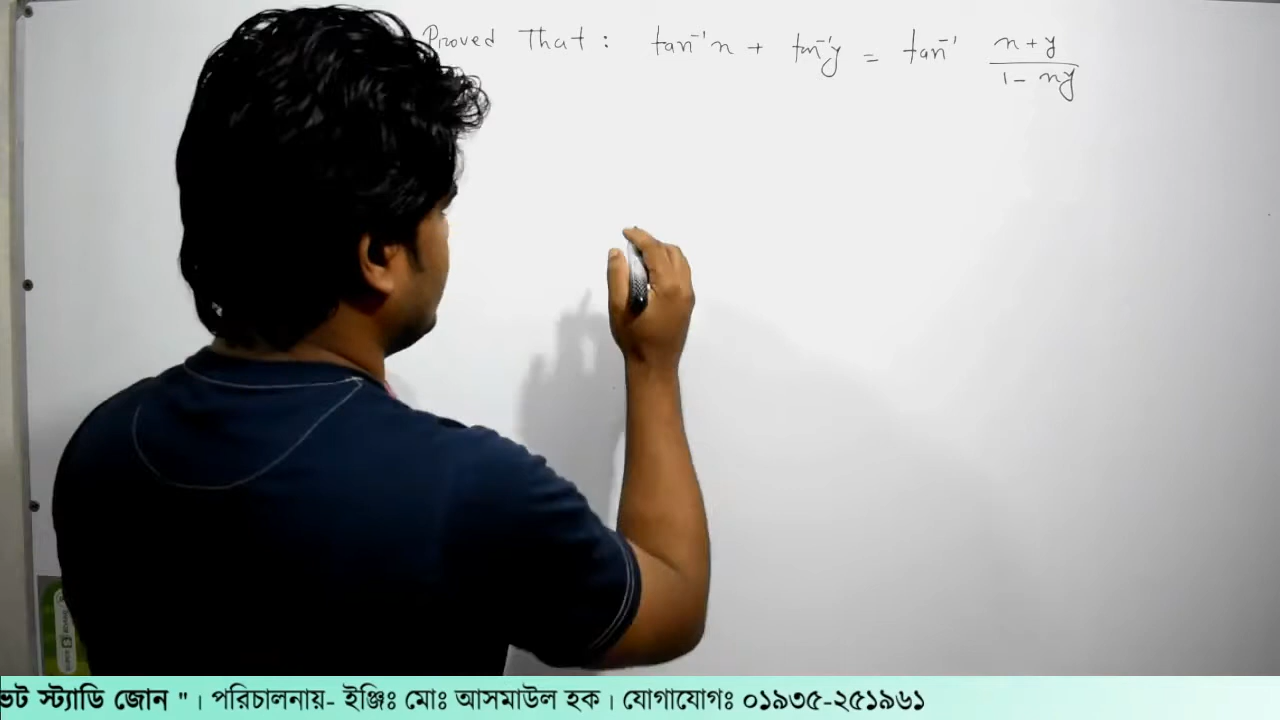 Proved That : tan⁻¹x + tan⁻¹y = tan⁻¹ x + y / 1 - xy
ভেট স্ট্যাডি জোন " । পরিচালনায়- ইঞ্জিঃ মোঃ আসমাউল হক । যোগাযোগঃ ০১৯৩৫-২৫১৯৬১